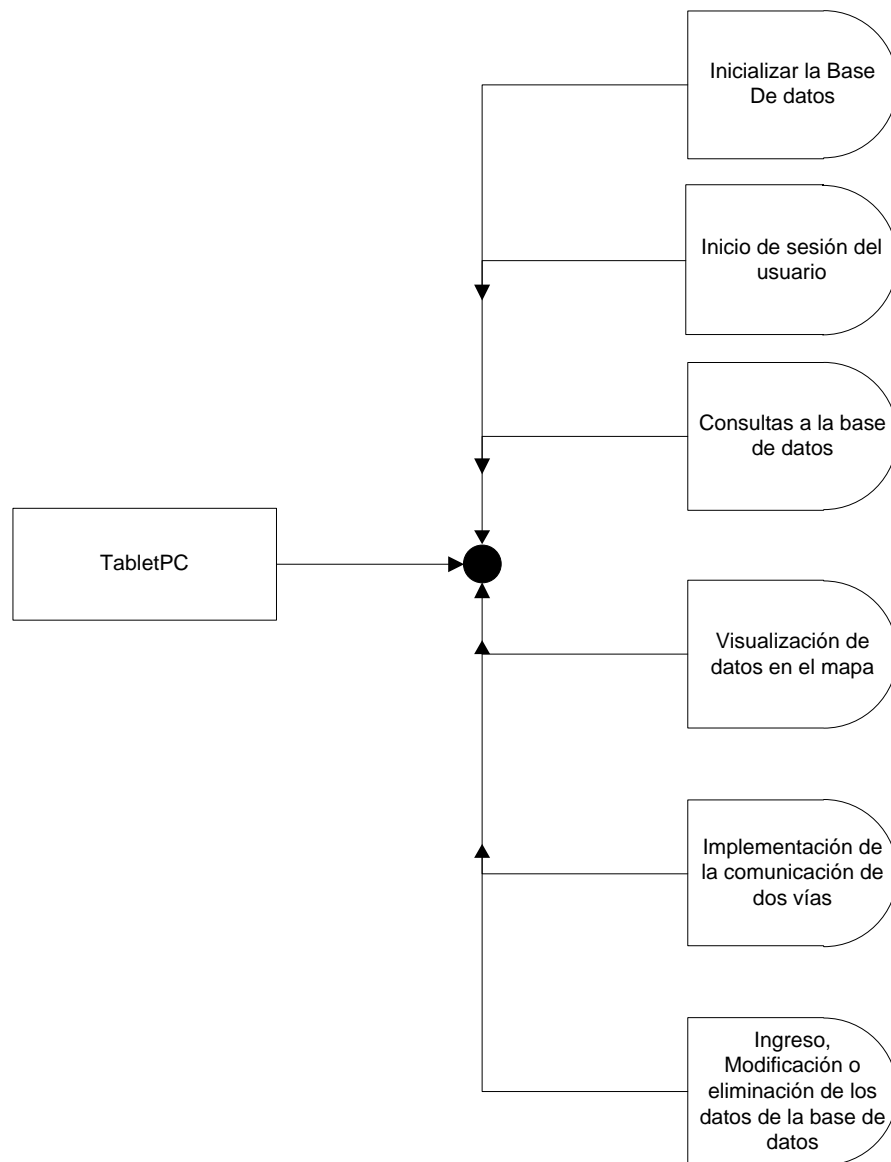 Inicializar la Base
De datos
Inicio de sesión del
usuario
Consultas a la base
de datos
TabletPC
Visualización de
datos en el mapa
Implementación de
la comunicación de
dos vías
Ingreso,
Modificación o
eliminación de los
datos de la base de
datos